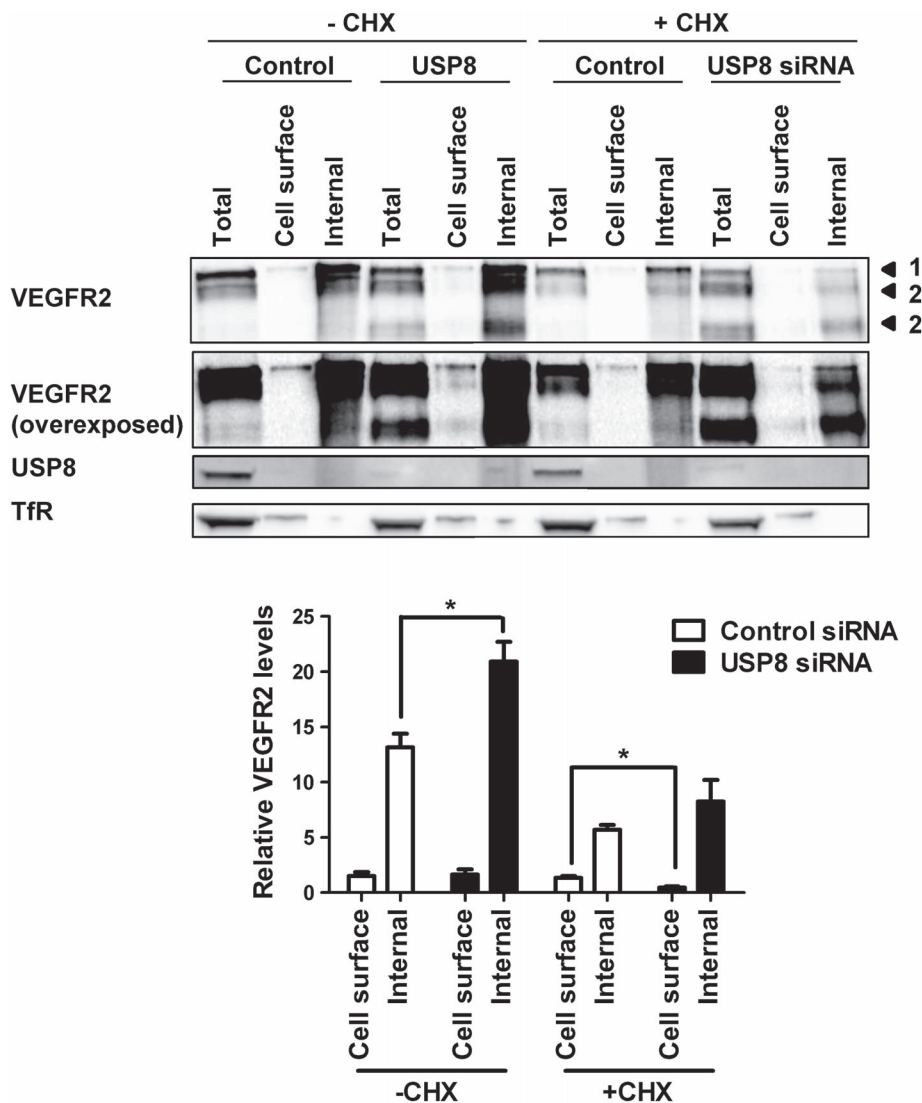 - CHX
+ CHX
Control
USP8
Control
USP8 siRNA
Total
Cell surface
Internal
Total
Cell surface
Internal
Total
Cell surface
Internal
Total
Cell surface
Internal
VEGFR2
1
2
2
VEGFR2
(overexposed)
USP8
TfR
Relative VEGFR2 levels
25
20
15
10
5
0
*
*
Control siRNA
USP8 siRNA
Cell surface
Internal
Cell surface
Internal
Cell surface
Internal
Cell surface
Internal
-CHX
+CHX